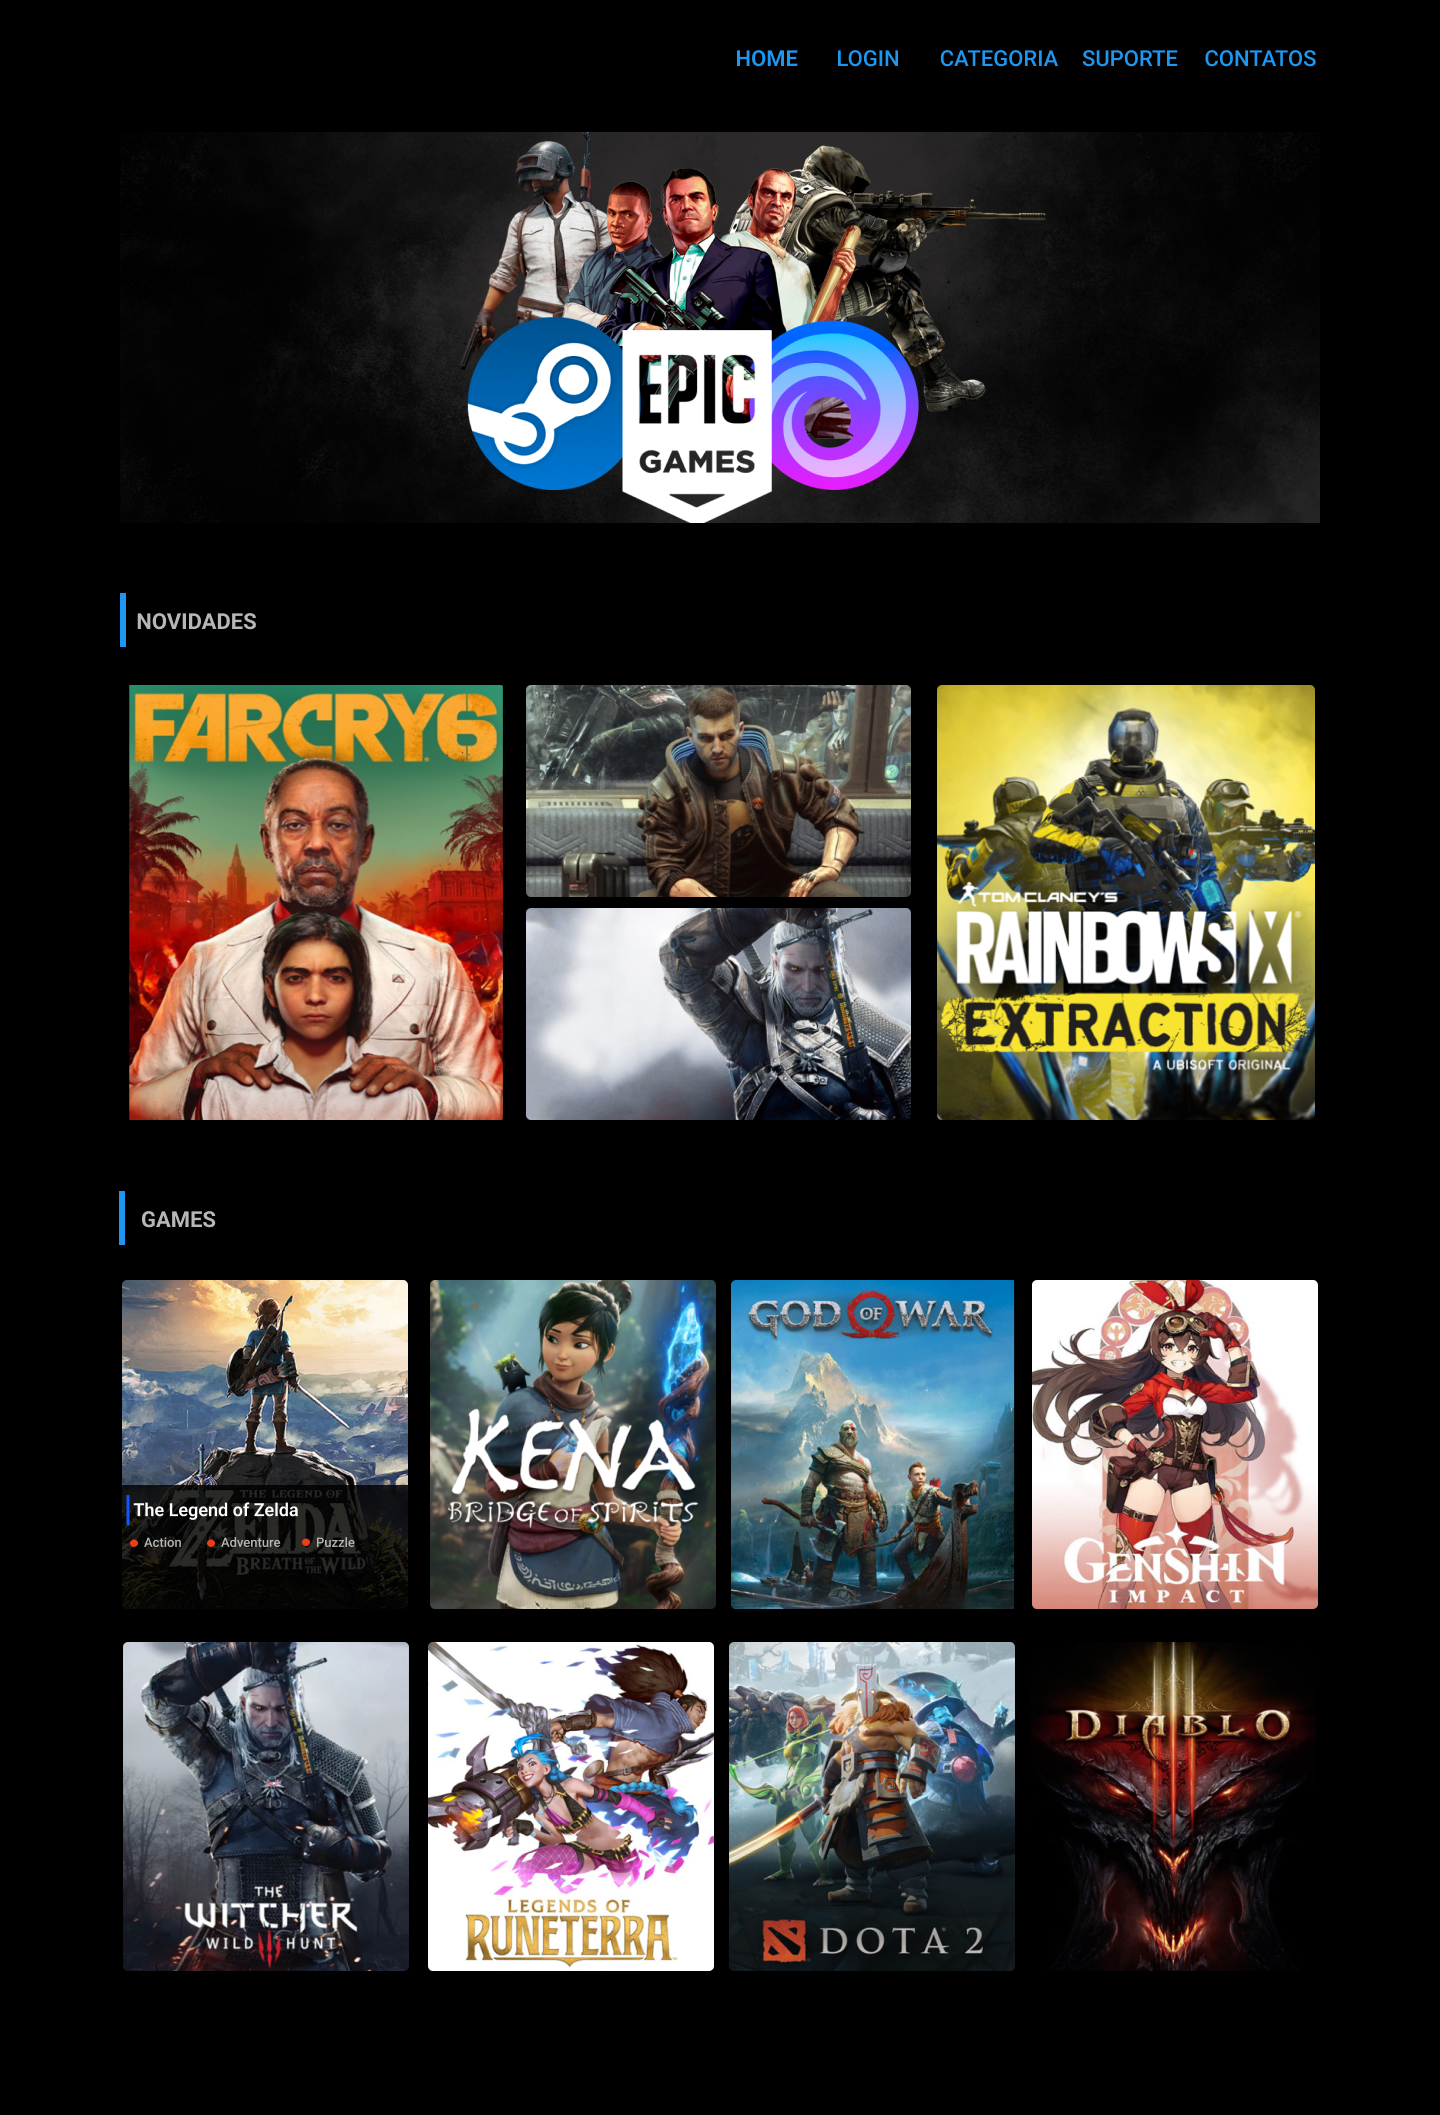 HOME LOGIN CATEGORIA SUPORTE CONTATOS
EPIC
GAMES
NOVIDADES
FARCRY6
TOM CLANCY'S
RAINBOW SIX
EXTRACTION
A UBISOFT ORIGINAL
GAMES
THE LEGEND OF
The Legend of Zelda
ZELDA
Action Adventure Puzzle
BREATH OF THE WILD
KENA
BRIDGE OF SPIRITS
GOD OF WAR
GENSHIN
IMPACT
THE
WITCHER
WILD III HUNT
LEGENDS OF
RUNETERRA
DOTA 2
DIABLO
III